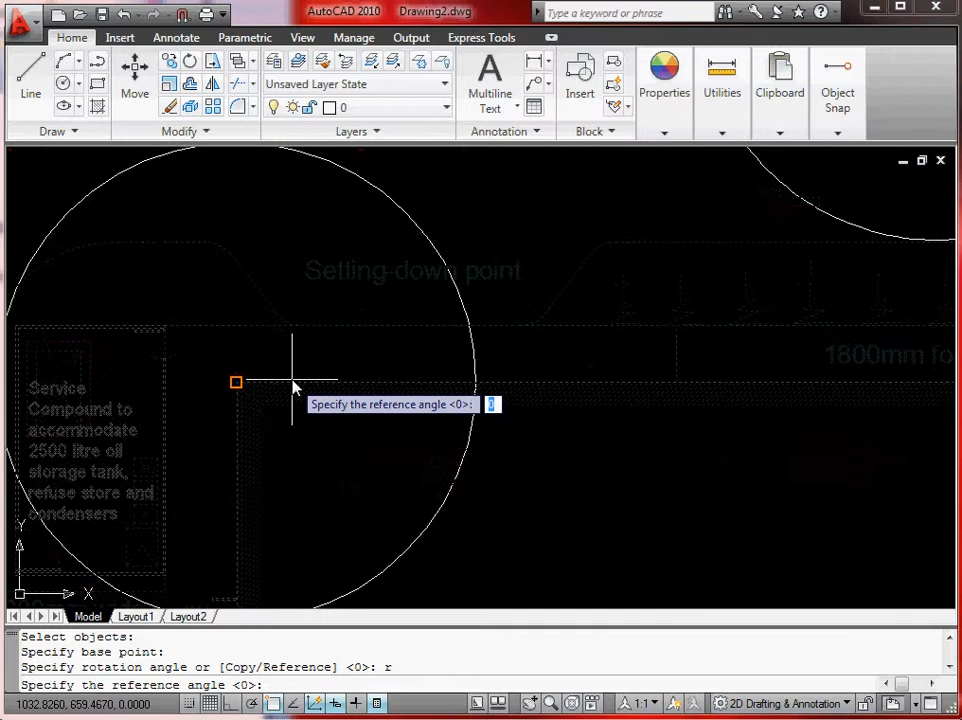 AutoCAD 2010 Drawing2.dwg
Type a keyword or phrase
Home Insert Annotate Parametric View Manage Output Express Tools
Line
Move
Unsaved Layer State
0
Multiline
Text
Insert
Properties
Utilities
Clipboard
Object
Snap
Draw Modify Layers Annotation Block
Setting-down point
1800mm fo
Service
Compound to
accommodate
2500 litre oil
storage tank,
refuse store and
condensers
Specify the reference angle <0>: 0
Y
X
Model Layout1 Layout2
Select objects:
Specify base point:
Specify rotation angle or [Copy/Reference] <0>: r
Specify the reference angle <0>:
1032.8260, 659.4670, 0.0000
1:1
2D Drafting & Annotation